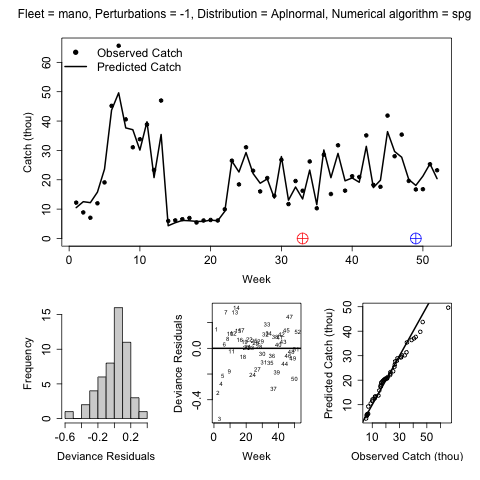 Fleet = mano, Perturbations = -1, Distribution = Aplnormal, Numerical algorithm = spg
Observed Catch
Predicted Catch
Catch (thou)
0 10 20 30 40 50 60
0 10 20 30 40 50
Week
Frequency
0 5 10 15
-0.6 -0.2 0.2
Deviance Residuals
Deviance Residuals
-0.4 0.0
0 20 40
Week
Predicted Catch (thou)
10 20 30 40 50
10 30 50
Observed Catch (thou)